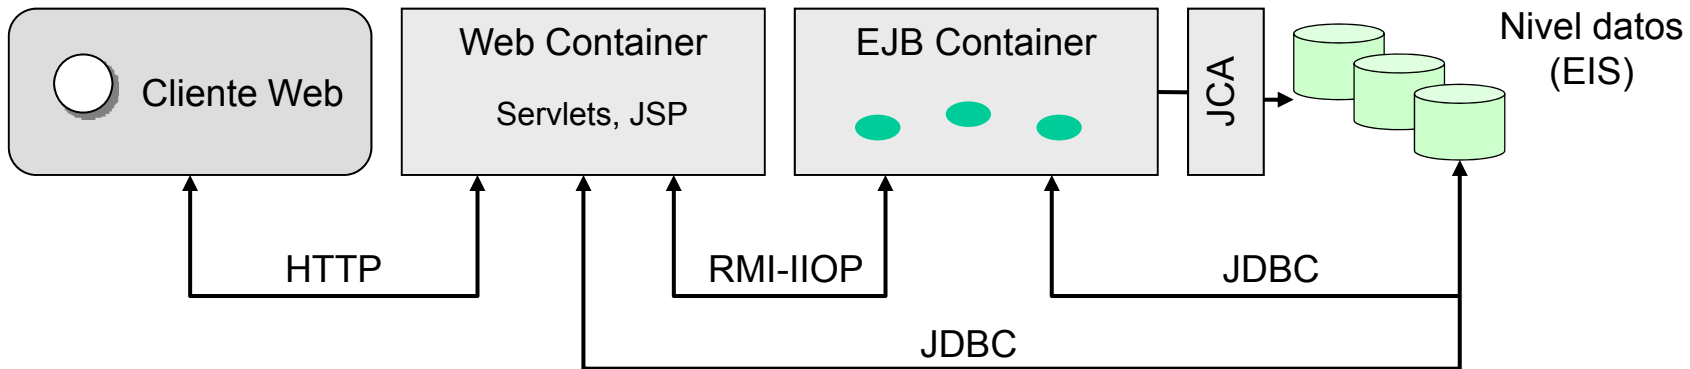 Cliente Web
Web Container
Servlets, JSP
EJB Container
JCA
Nivel datos
(EIS)
HTTP
RMI-IIOP
JDBC
JDBC